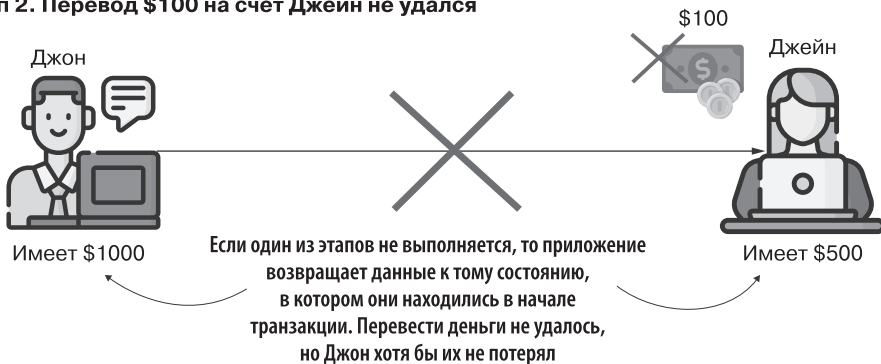 п 2. Перевод $100 на счет Джейн не удался
$100
Джон
Джейн
Имеет $1000
Если один из этапов не выполняется, то приложение
возвращает данные к тому состоянию,
в котором они находились в начале
транзакции. Перевести деньги не удалось,
но Джон хотя бы их не потерял
Имеет $500